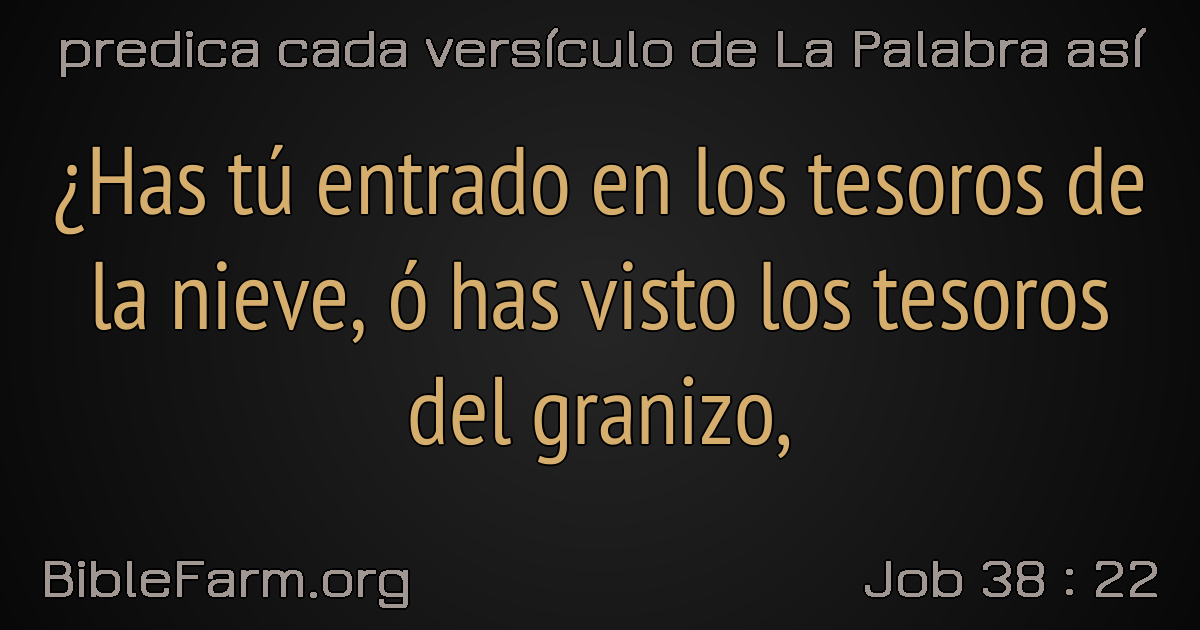 predica cada versículo de La Palabra así
¿Has tú entrado en los tesoros de
la nieve, ó has visto los tesoros
del granizo,
BibleFarm.org
Job 38 : 22